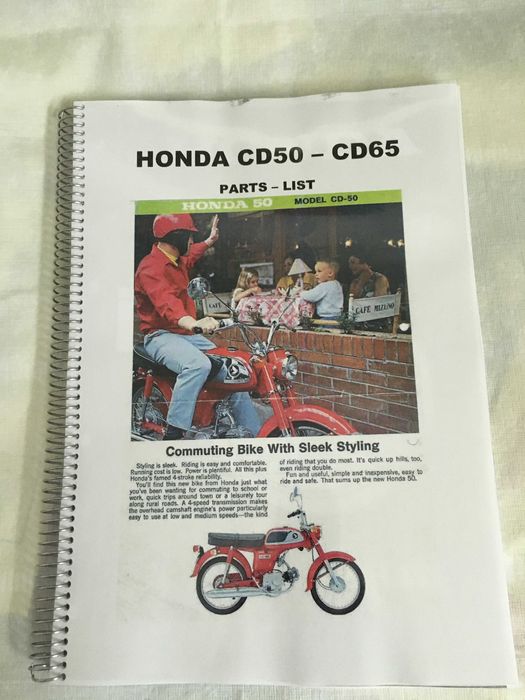 HONDA CD50 – CD65
PARTS – LIST
HONDA 50 MODEL CD-50
CAFE
CAFE MIZUNO
Commuting Bike With Sleek Styling
Styling is sleek. Riding is easy and comfortable.
Running cost is low. Power is plentiful. All this plus
Honda's famed 4-stroke reliability.
You'll find this new bike from Honda just what
you've been wanting for commuting to school or
work, quick trips around town or a leisurely tour
along rural roads. A 4-speed transmission makes
the overhead camshaft engine's power particularly
easy to use at low and medium speeds—the kind
of riding that you do most. It's quick up hills, too,
even riding double.
Fun and useful, simple and inexpensive, easy to
ride and safe. That sums up the new Honda 50.